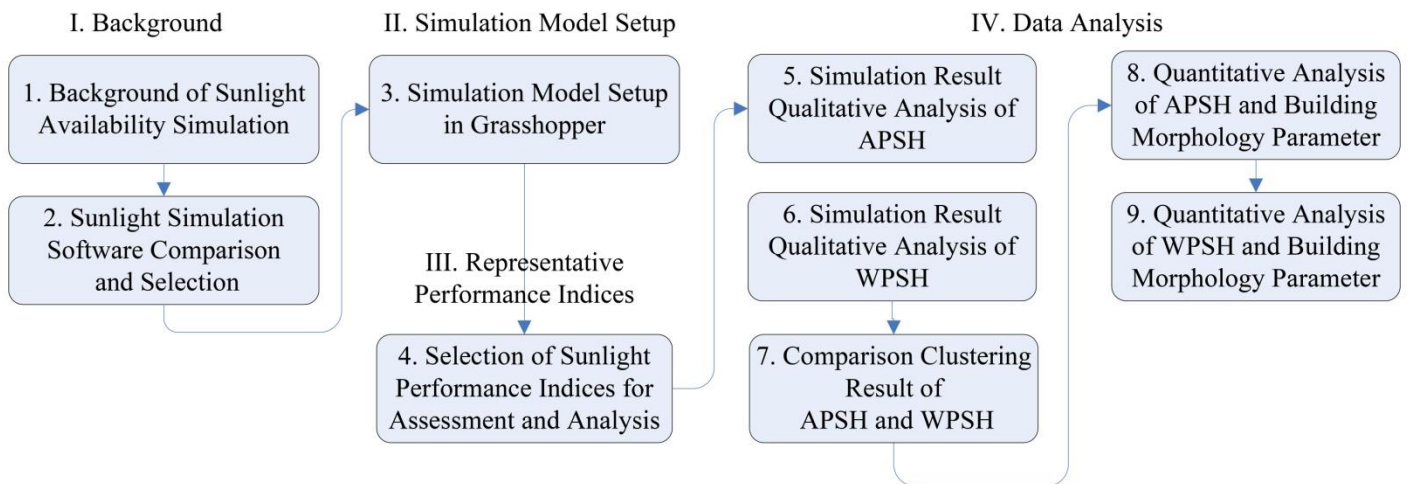 I. Background
1. Background of Sunlight
Availability Simulation
2. Sunlight Simulation
Software Comparison
and Selection
II. Simulation Model Setup
3. Simulation Model Setup
in Grasshopper
III. Representative
Performance Indices
4. Selection of Sunlight
Performance Indices for
Assessment and Analysis
IV. Data Analysis
5. Simulation Result
Qualitative Analysis of
APSH
6. Simulation Result
Qualitative Analysis of
WPSH
7. Comparison Clustering
Result of
APSH and WPSH
8. Quantitative Analysis
of APSH and Building
Morphology Parameter
9. Quantitative Analysis
of WPSH and Building
Morphology Parameter